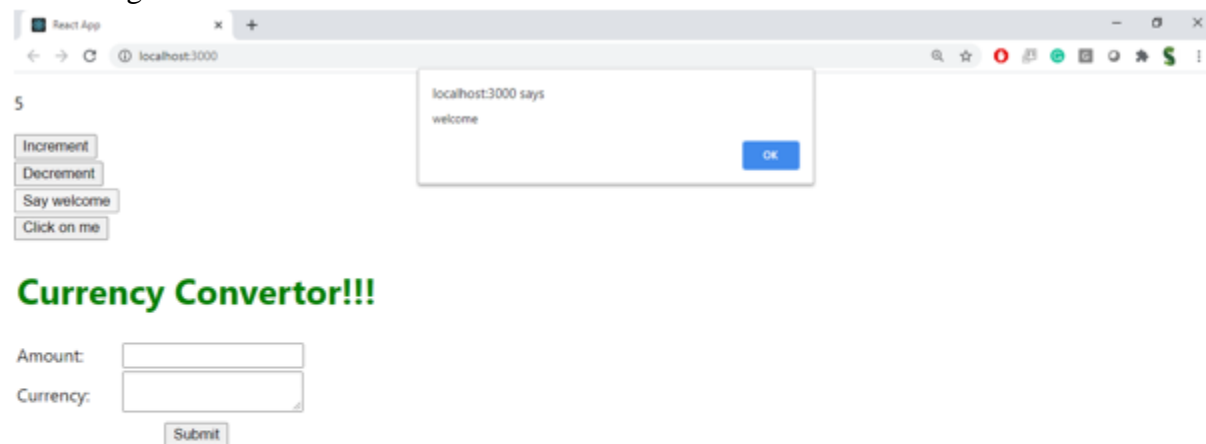 React App
localhost:3000
localhost:3000 says
welcome
OK
5
Increment
Decrement
Say welcome
Click on me
Currency Convertor!!!
Amount:
Currency:
Submit